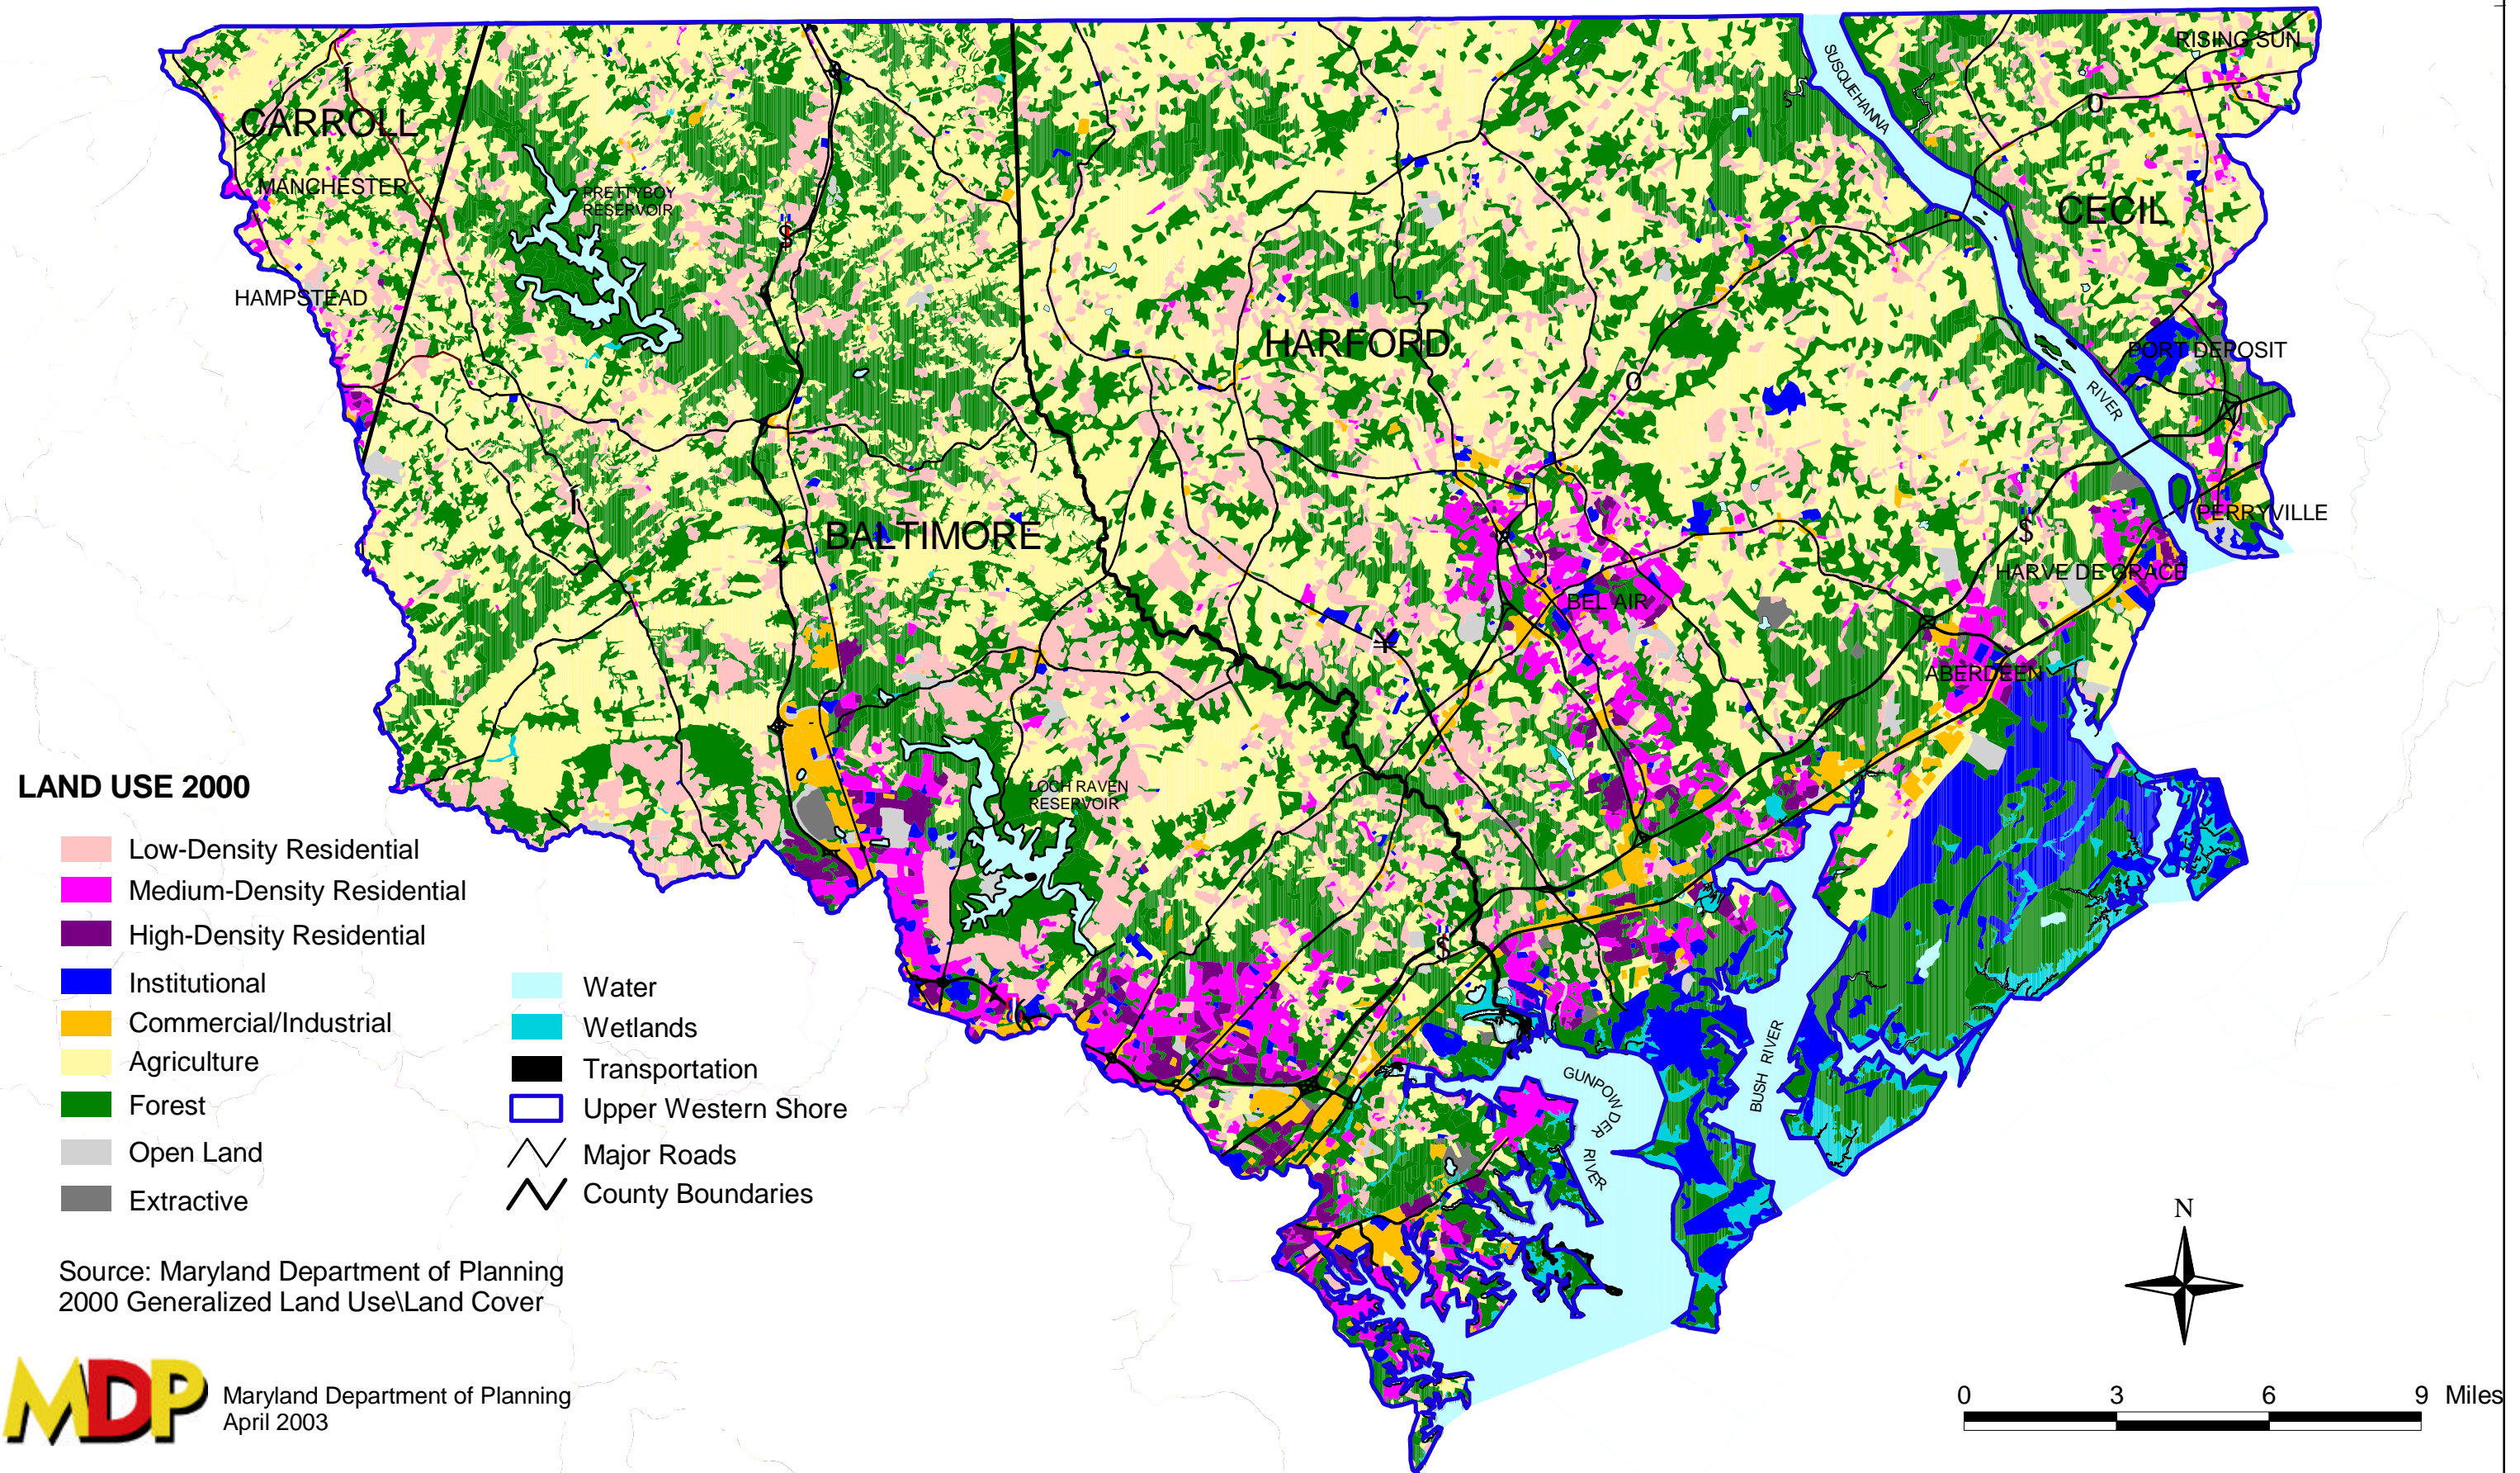 RISING SUN
SUSQUEHANNA
CARROLL
MANCHESTER
PRETTYBOY
RESERVOIR
CECIL
HAMPSTEAD
HARFORD
PORT DEPOSIT
RIVER
BALTIMORE
PERRYVILLE
HARVE DE GRACE
BEL AIR
ABERDEEN
LOCH RAVEN
RESERVOIR
GUNPOWDER
RIVER
BUSH RIVER
LAND USE 2000
Low-Density Residential
Medium-Density Residential
High-Density Residential
Institutional
Commercial/Industrial
Agriculture
Forest
Open Land
Extractive
Water
Wetlands
Transportation
Upper Western Shore
Major Roads
County Boundaries
Source: Maryland Department of Planning
2000 Generalized Land Use\Land Cover
MDP
Maryland Department of Planning
April 2003
N
0 3 6 9 Miles